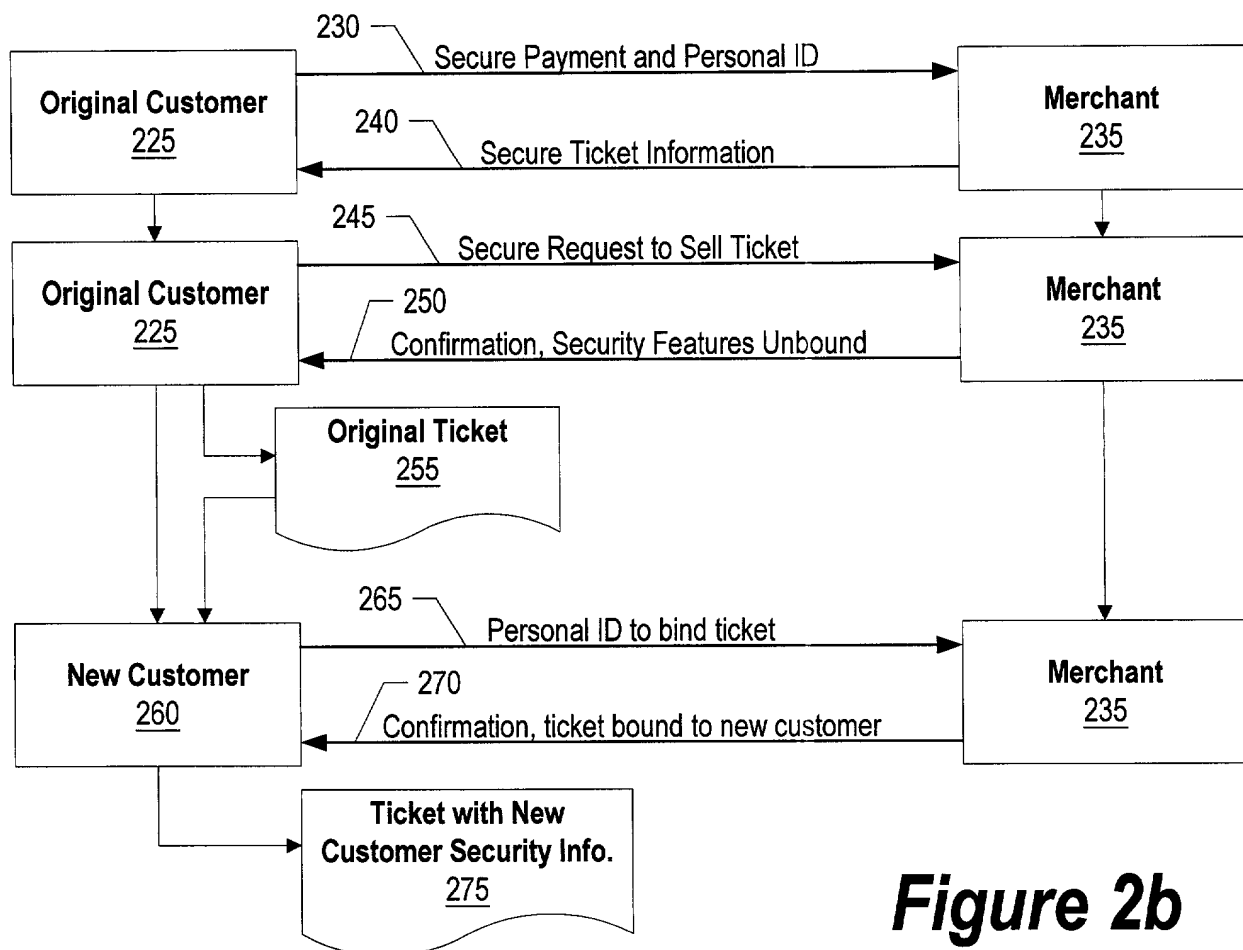 230
Secure Payment and Personal ID
Original Customer
225
Merchant
235
240
Secure Ticket Information
245
Secure Request to Sell Ticket
Original Customer
225
Merchant
235
250
Confirmation, Security Features Unbound
Original Ticket
255
265
Personal ID to bind ticket
New Customer
260
Merchant
235
270
Confirmation, ticket bound to new customer
Ticket with New
Customer Security Info.
275
Figure 2b